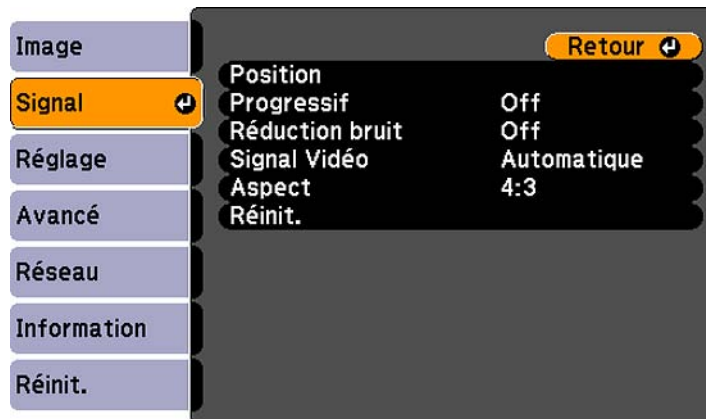 Image
Signal
Réglage
Avancé
Réseau
Information
Réinit.
Retour
Position
Progressif Off
Réduction bruit Off
Signal Vidéo Automatique
Aspect 4:3
Réinit.